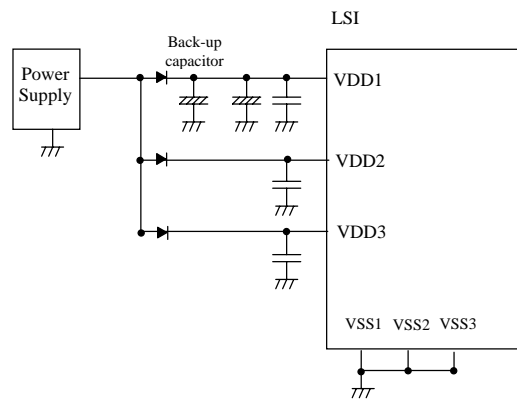 LSI
Back-up
capacitor
Power
Supply
VDD1
VDD2
VDD3
VSS1 VSS2 VSS3